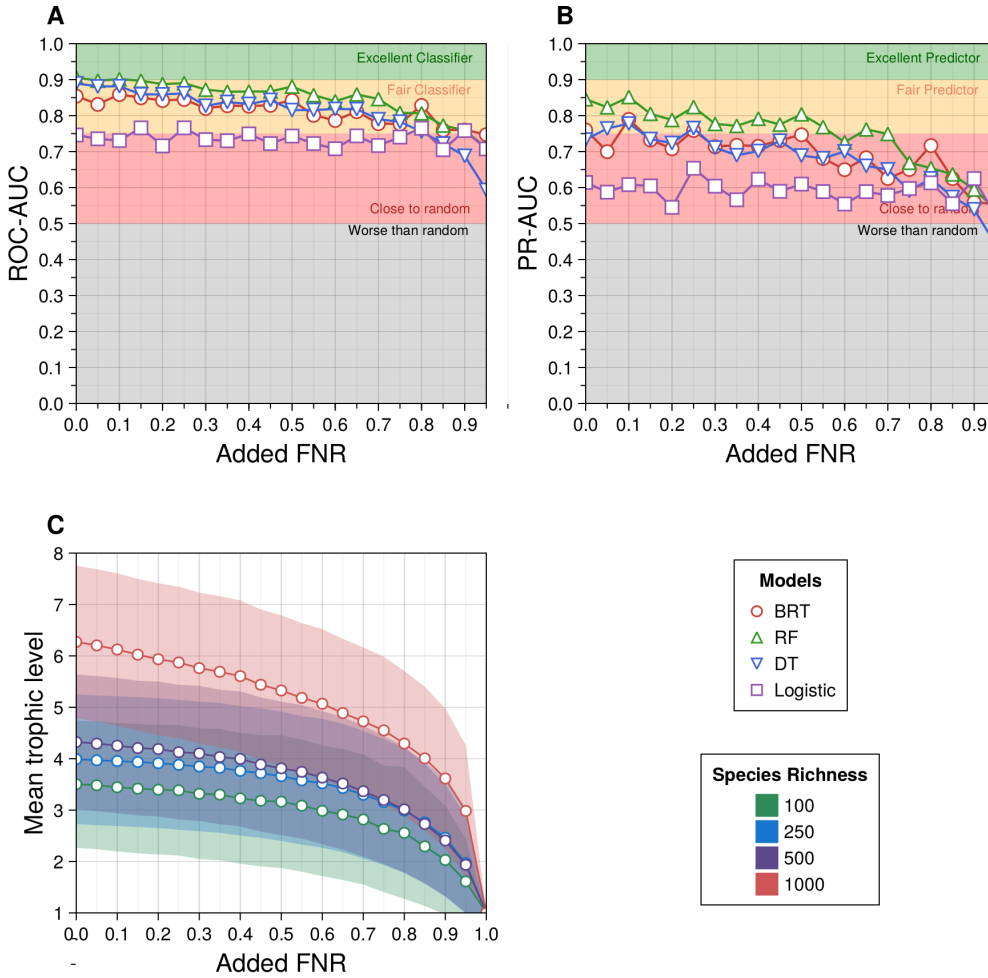 A
ROC-AUC
1.0
0.9
0.8
0.7
0.6
0.5
0.4
0.3
0.2
0.1
0.0
Excellent Classifier
Fair Classifier
Close to random
Worse than random
0.0 0.1 0.2 0.3 0.4 0.5 0.6 0.7 0.8 0.9
Added FNR
B
PR-AUC
1.0
0.9
0.8
0.7
0.6
0.5
0.4
0.3
0.2
0.1
0.0
Excellent Predictor
Fair Predictor
Close to random
Worse than random
0.0 0.1 0.2 0.3 0.4 0.5 0.6 0.7 0.8 0.9
Added FNR
C
Mean trophic level
8
7
6
5
4
3
2
1
0.0 0.1 0.2 0.3 0.4 0.5 0.6 0.7 0.8 0.9 1.0
Added FNR
Models
BRT
RF
DT
Logistic
Species Richness
100
250
500
1000